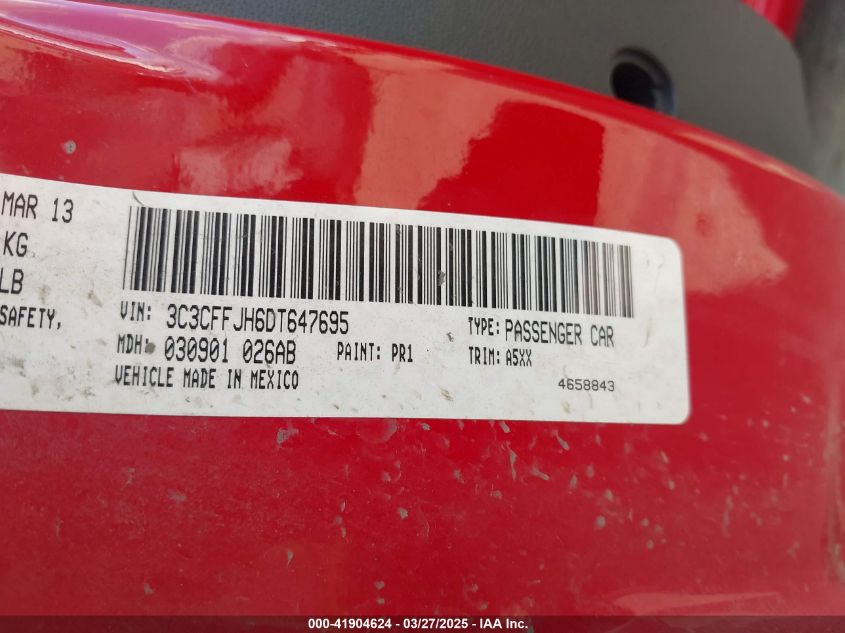 MAR 13
KG
LB
SAFETY,
VIN: 3C3CFFJH6DT647695
TYPE: PASSENGER CAR
MDH: 030901 026AB
PAINT: PR1
TRIM: A5XX
VEHICLE MADE IN MEXICO
4658843
000-41904624 / 03/27/2025 / IAA Inc.